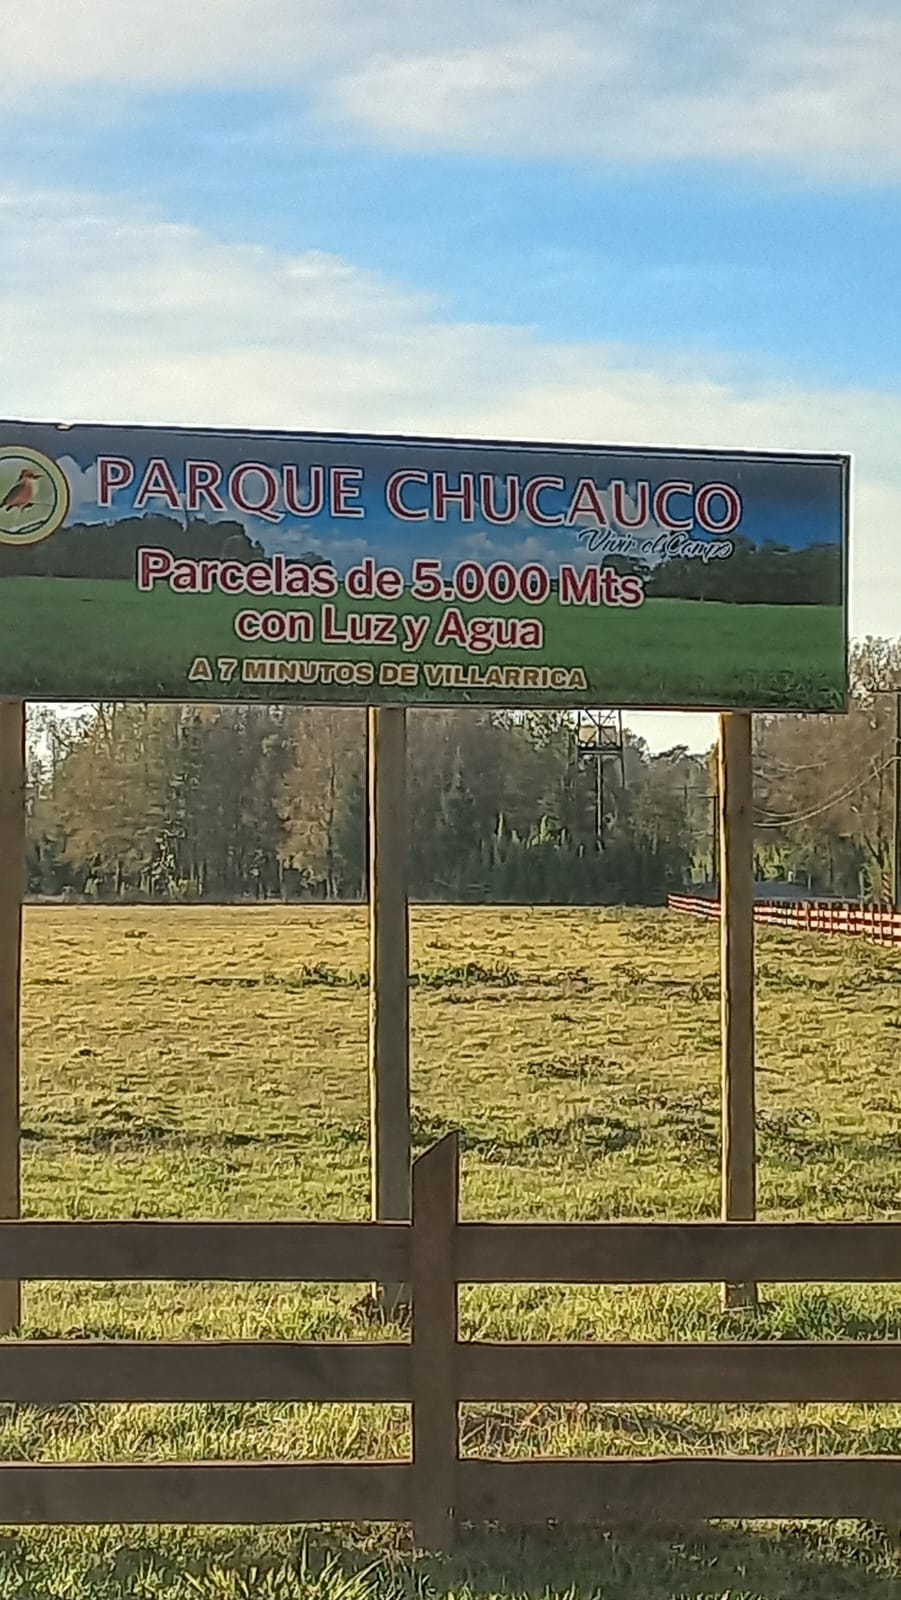 PARQUE CHUCAUCO
Vivir el Campo
Parcelas de 5.000 Mts
con Luz y Agua
A 7 MINUTOS DE VILLARRICA